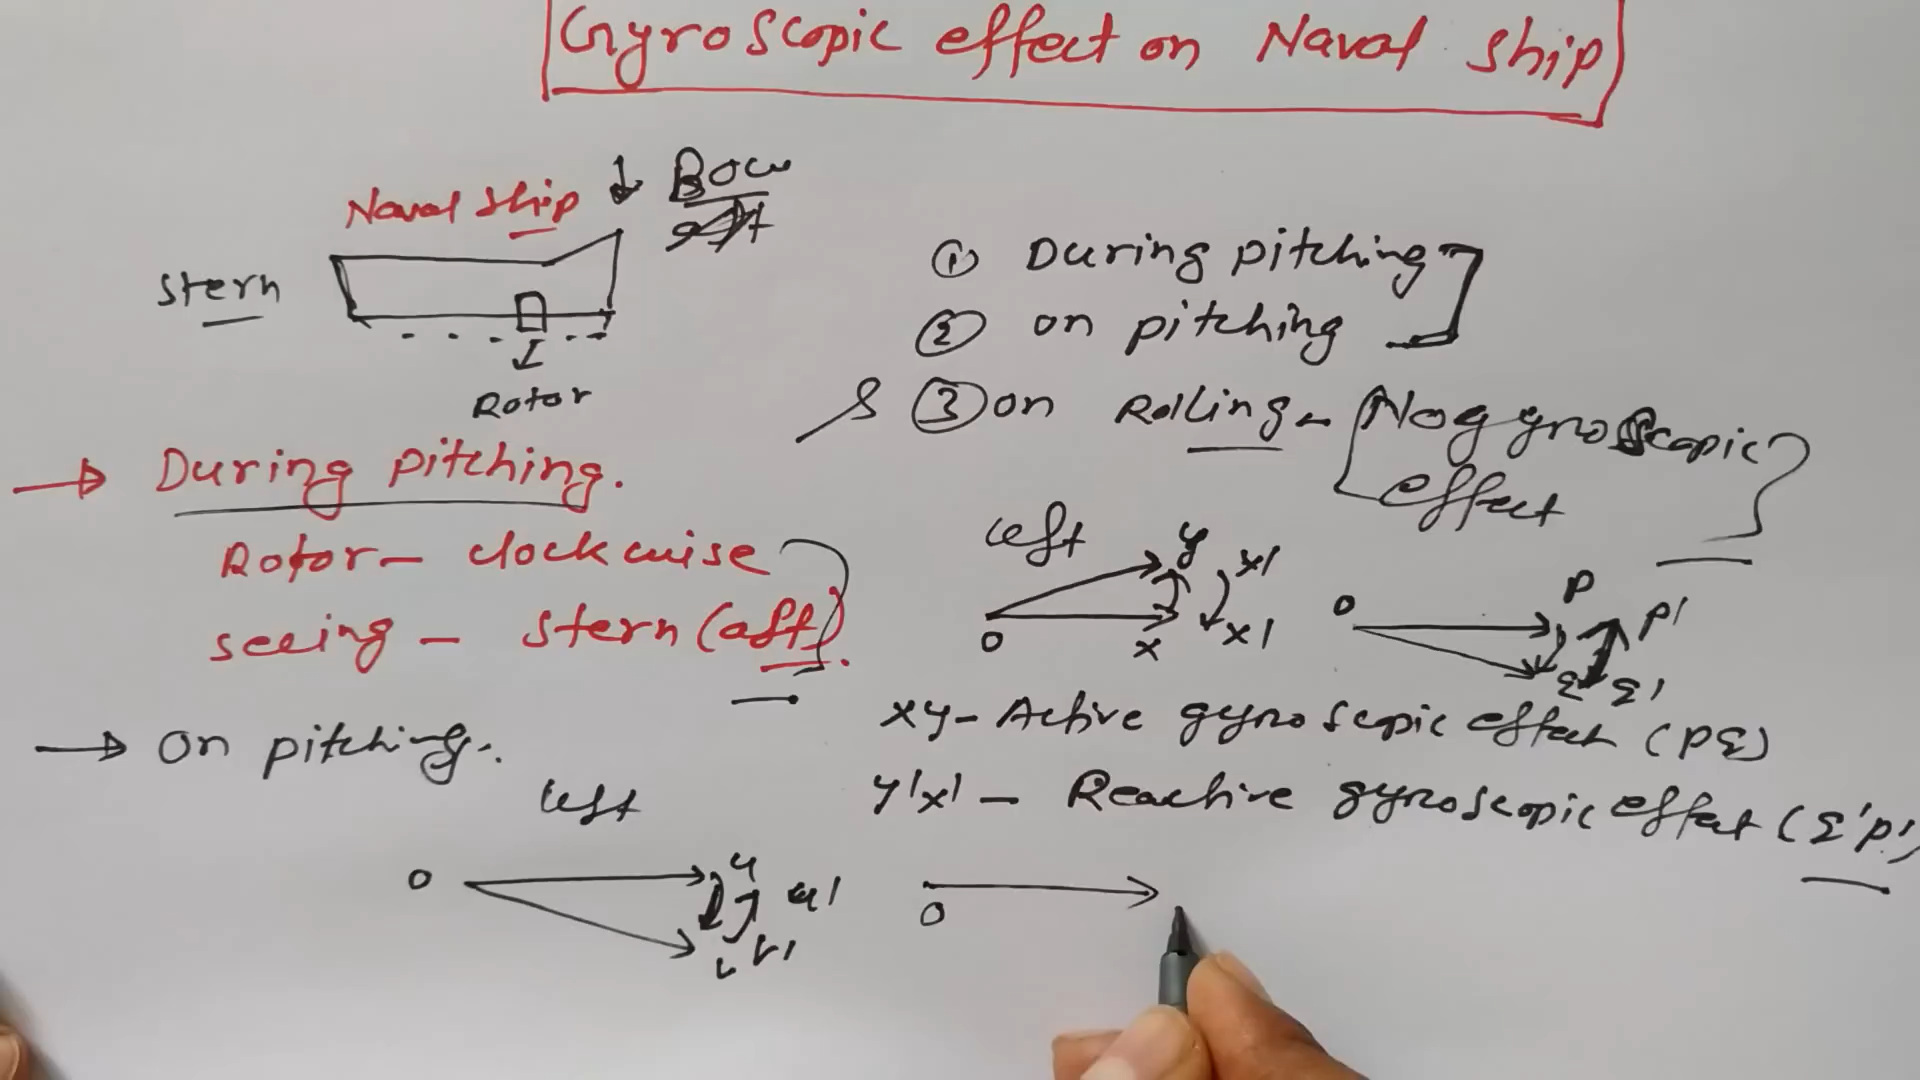 Gyroscopic effect on Naval ship
Naval ship
Bow
stern
Rotor
① During pitching
② on pitching
③ on Rolling - No gyroscopic
effect
→ During pitching.
Rotor - clockwise
seeing - stern (aft).
left
y
x
o
x'
o
p
p'
xy - Active gyroscopic effect
y'x' - Reactive gyroscopic effect
→ on pitching.
left
o
o